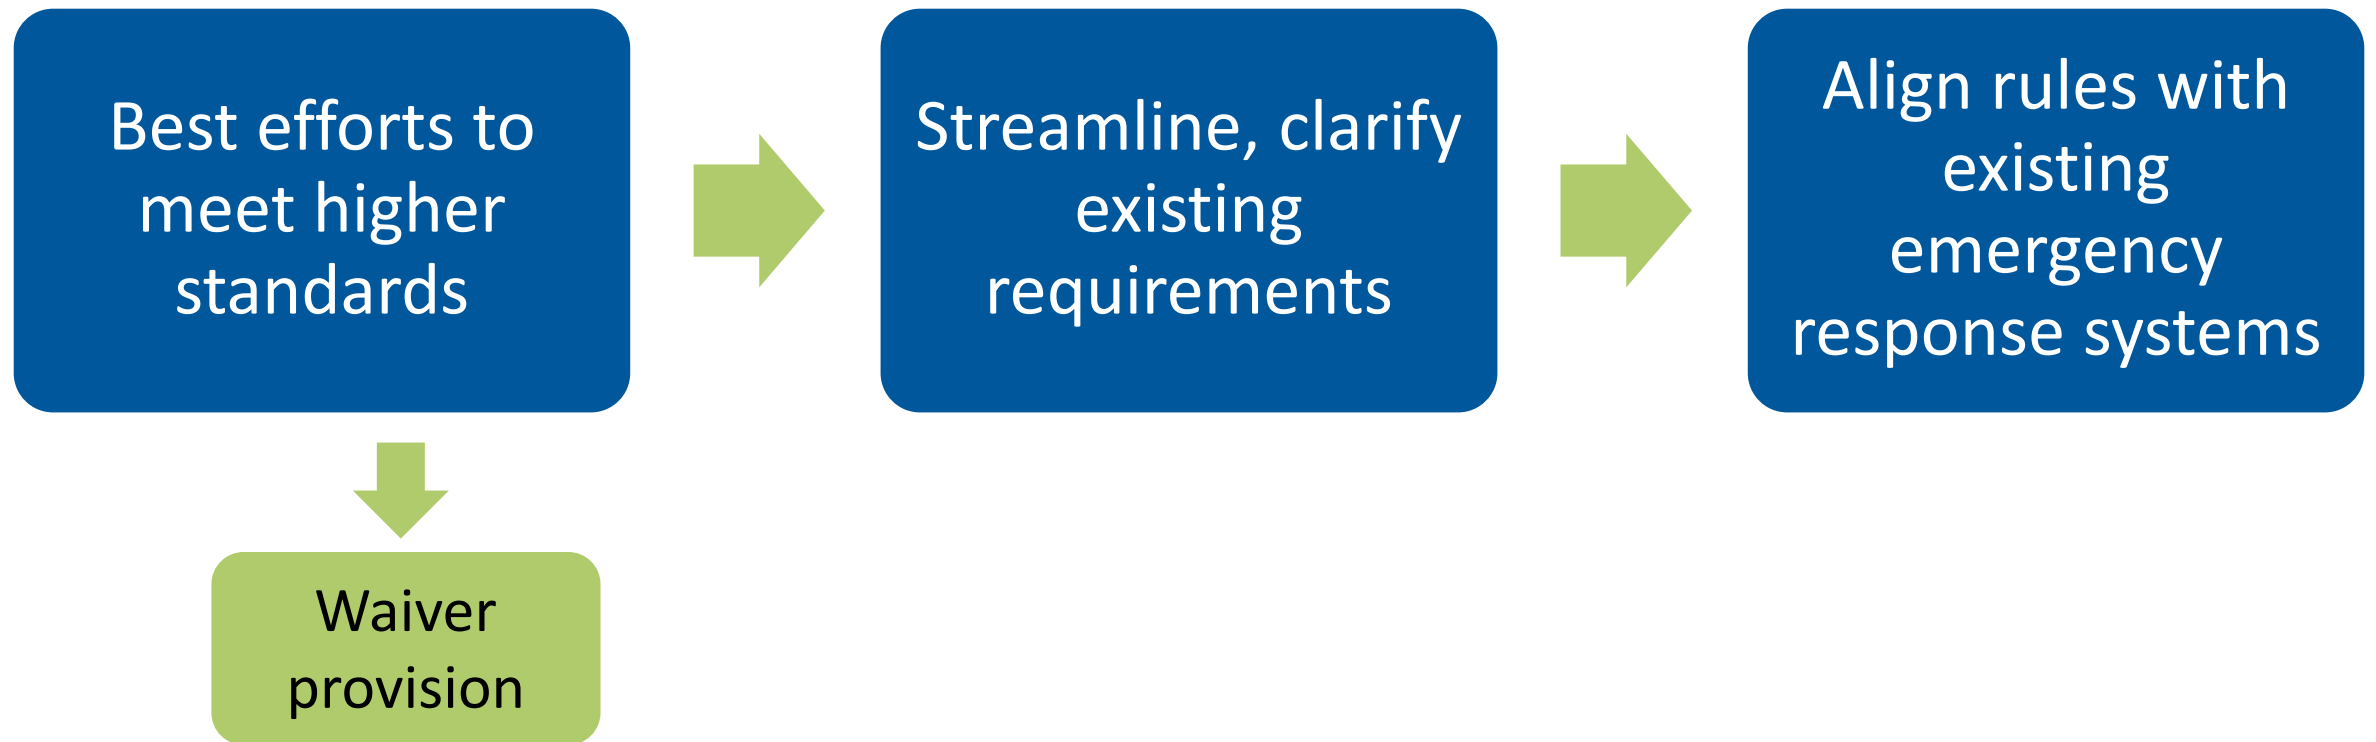 Best efforts to
meet higher
standards
Streamline, clarify
existing
requirements
Align rules with
existing
emergency
response systems
Waiver
provision